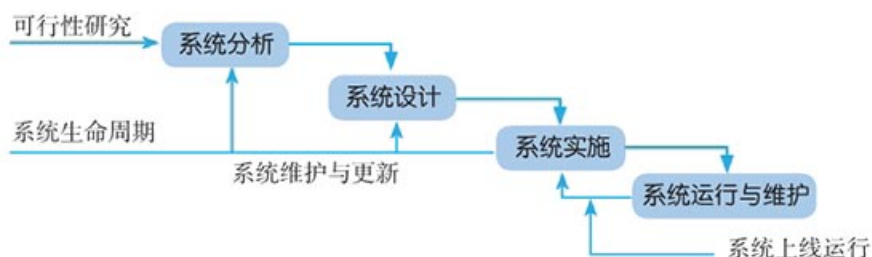 可行性研究
系统分析
系统设计
系统生命周期
系统实施
系统维护与更新
系统运行与维护
系统上线运行